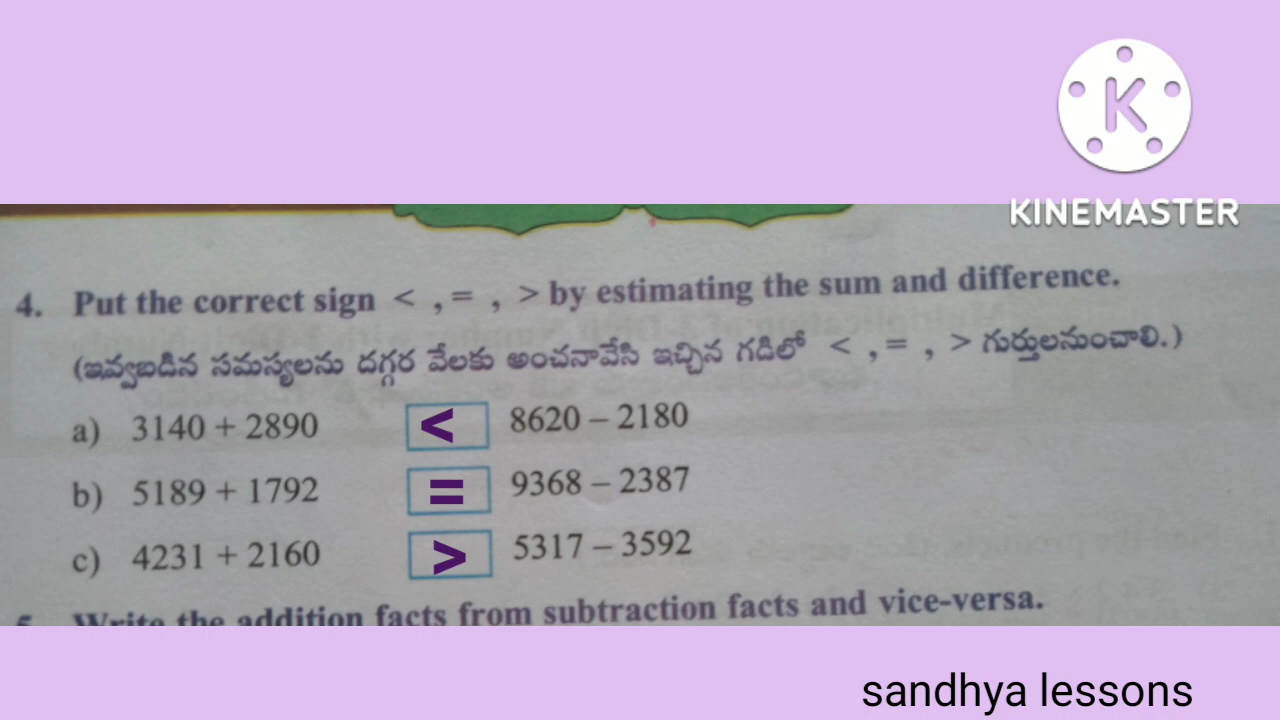 K
KINEMASTER
4. Put the correct sign < , = , > by estimating the sum and difference.
(ఇవ్వబడిన సమస్యలను దగ్గర వేలకు అంచనావేసి ఇచ్చిన గడిలో < , = , > గుర్తులనుంచాలి.)
a) 3140 + 2890 < 8620 – 2180
b) 5189 + 1792 = 9368 – 2387
c) 4231 + 2160 > 5317 – 3592
Write the addition facts from subtraction facts and vice-versa.
sandhya lessons